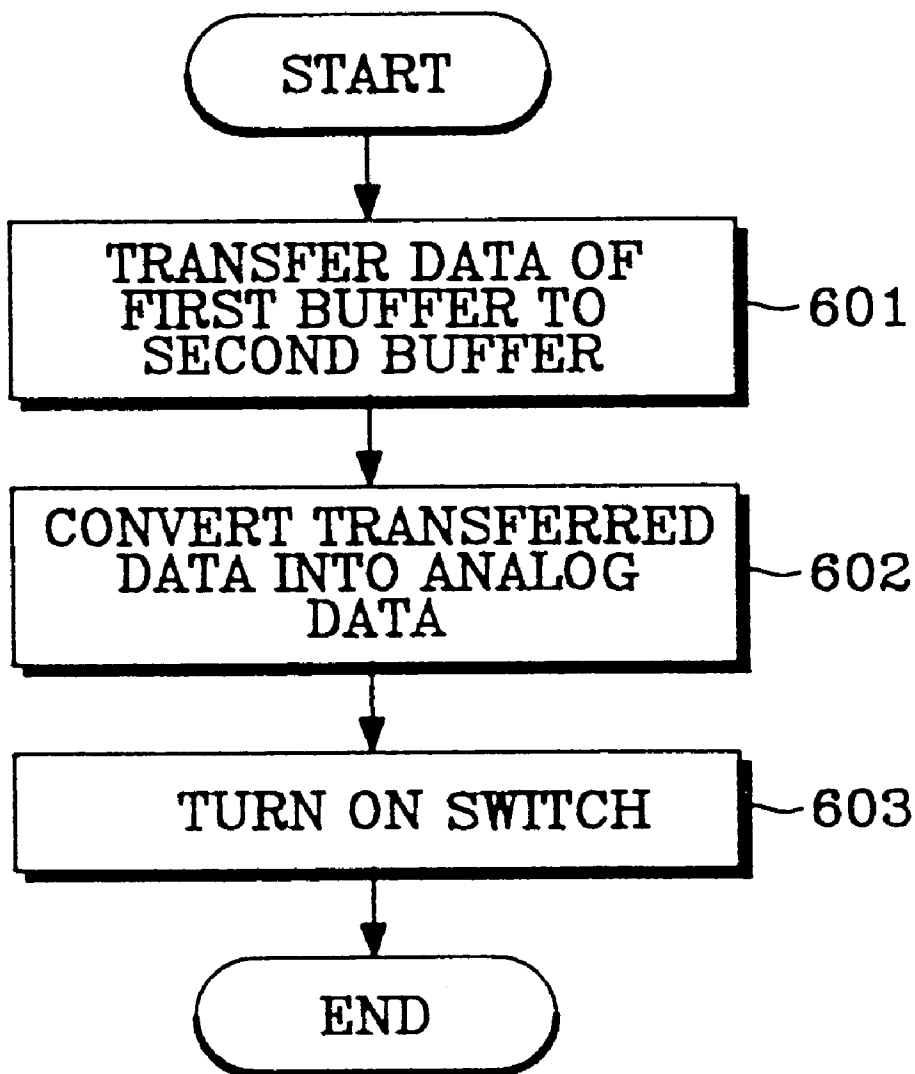 START
TRANSFER DATA OF
FIRST BUFFER TO
SECOND BUFFER
601
CONVERT TRANSFERRED
DATA INTO ANALOG
DATA
602
TURN ON SWITCH
603
END